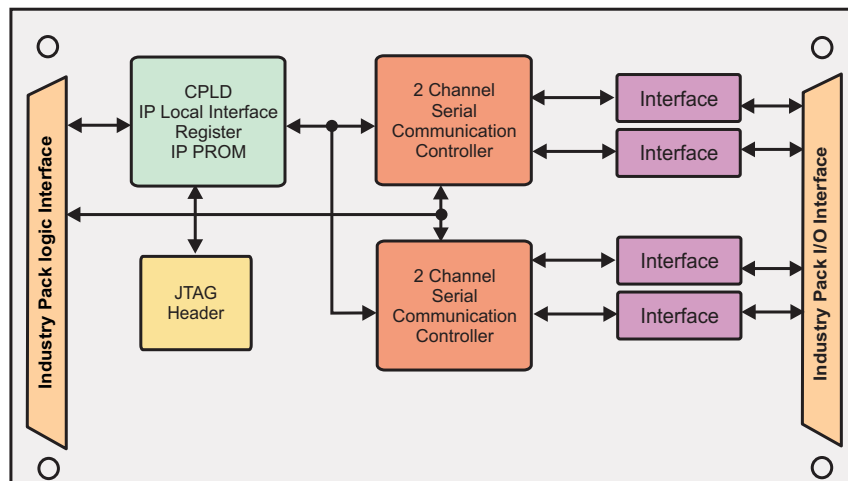 Industry Pack logic Interface
CPLD
IP Local Interface
Register
IP PROM
JTAG
Header
2 Channel
Serial
Communication
Controller
2 Channel
Serial
Communication
Controller
Interface
Interface
Interface
Interface
Industry Pack I/O Interface